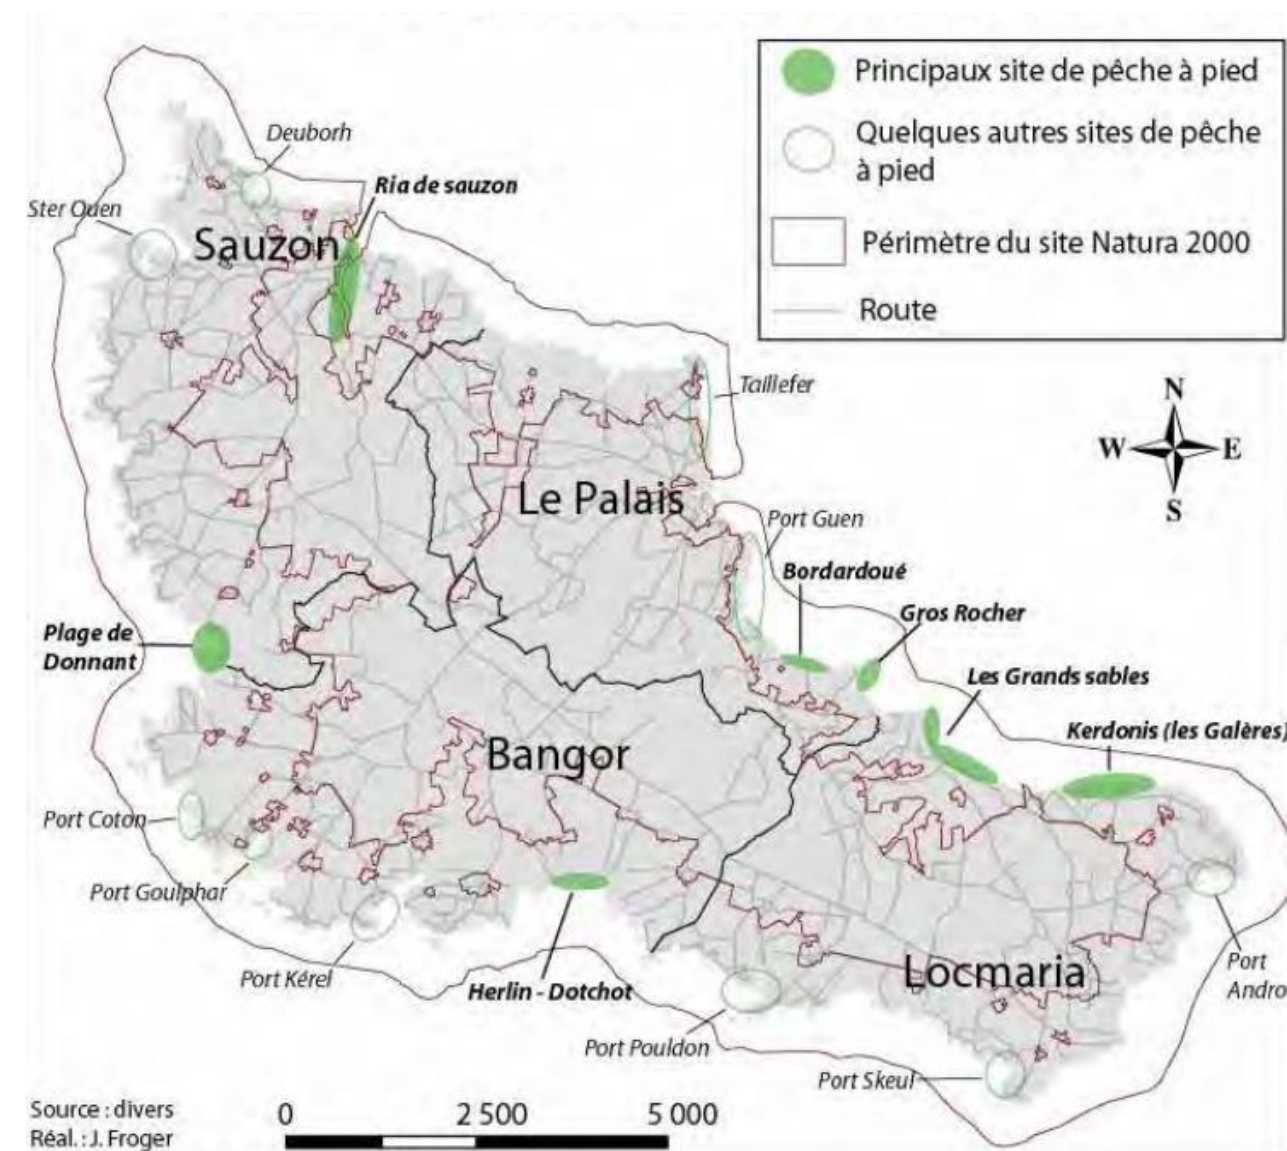 Principaux site de pêche à pied
Quelques autres sites de pêche
à pied
Périmètre du site Natura 2000
Route
Deuborh
Ria de sauzon
Ster Ouen
Sauzon
Taillefer
N
W
E
S
Le Palais
Port Guen
Bordardoué
Gros Rocher
Plage de
Donnant
Les Grands sables
Kerdonis (les Galères)
Bangor
Port Coton
Port Goulphar
Port Kérel
Herlin - Dotchot
Locmaria
Port
Andro
Port Pouldon
Port Skeul
Source : divers
Réal. : J. Froger
0
2 500
5 000